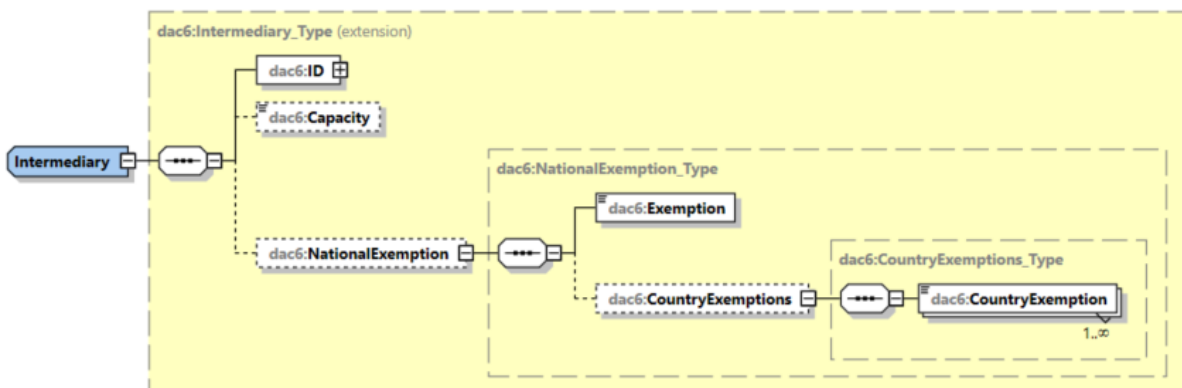 dac6:Intermediary_Type (extension)
dac6:ID
dac6:Capacity
Intermediary
dac6:NationalExemption_Type
dac6:Exemption
dac6:NationalExemption
dac6:CountryExemptions_Type
dac6:CountryExemptions
dac6:CountryExemption
1..∞